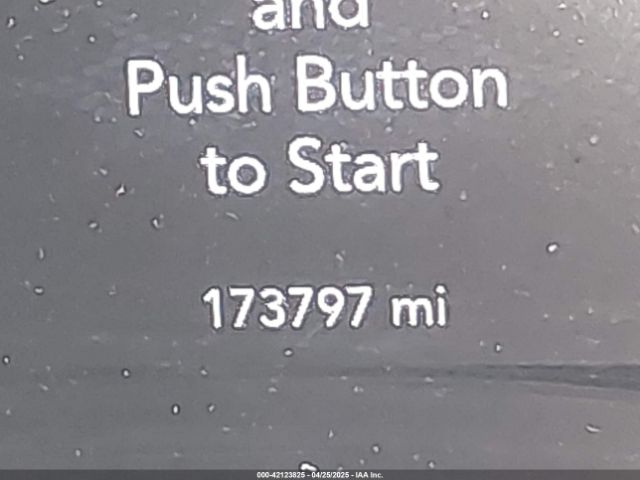 and
Push Button
to Start
173797 mi
000-42123825 - 04/25/2025 - IAA Inc.